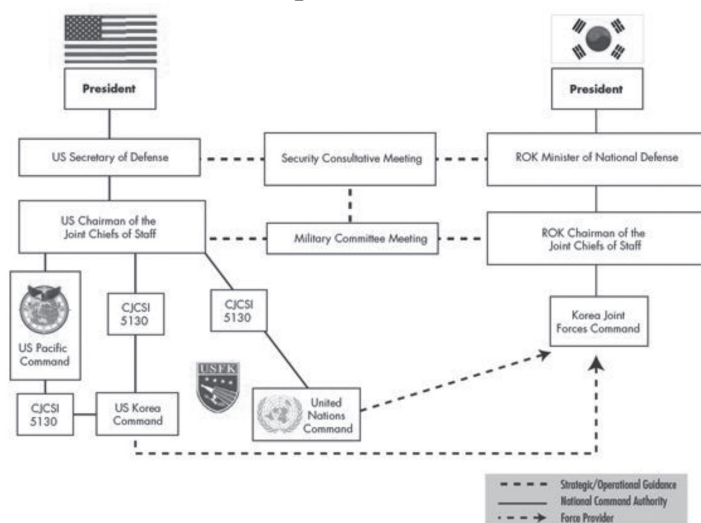 President
President
US Secretary of Defense
Security Consultative Meeting
ROK Minister of National Defense
US Chairman of the
Joint Chiefs of Staff
Military Committee Meeting
ROK Chairman of the
Joint Chiefs of Staff
US Pacific
Command
CJCSI
5130
CJCSI
5130
Korea Joint
Forces Command
CJCSI
5130
US Korea
Command
USFK
United
Nations
Command
Strategic/Operational Guidance
National Command Authority
Force Provider